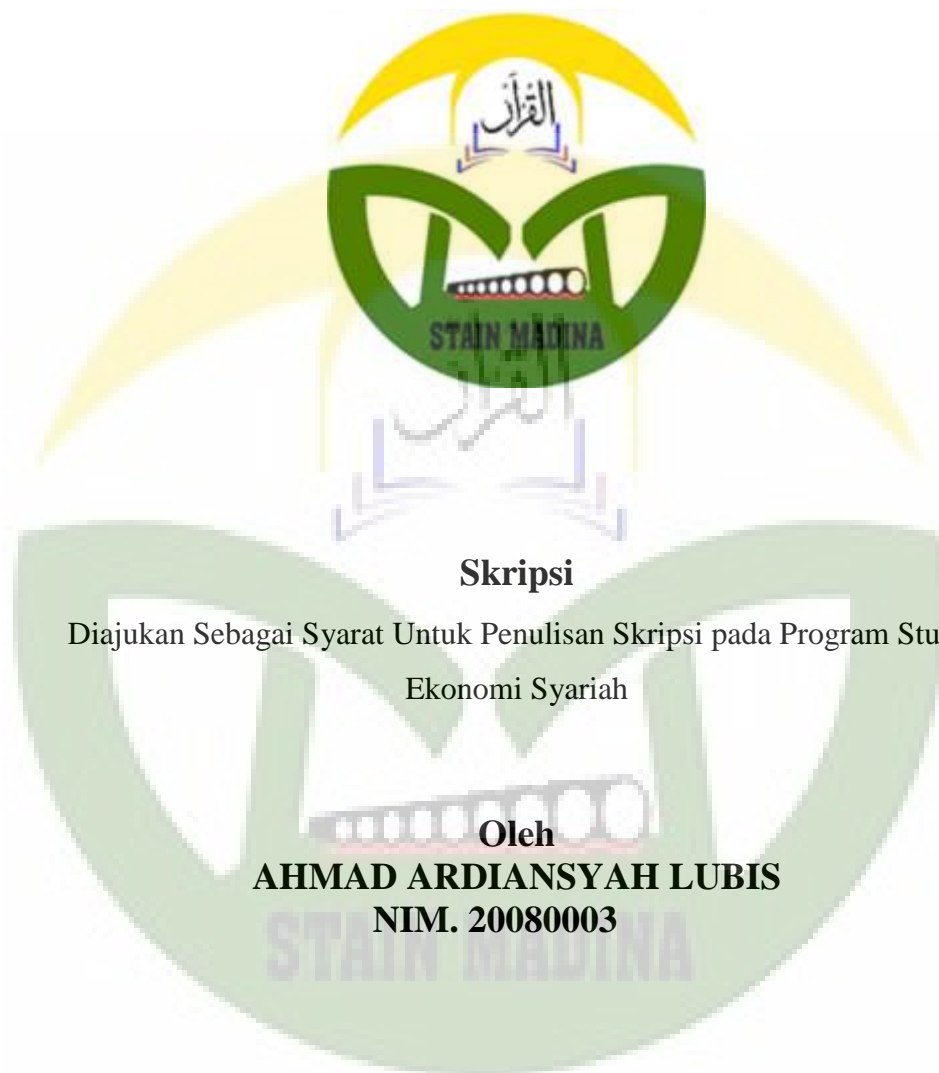 القرآن
STAIN MADINA
القرآن
Skripsi
Diajukan Sebagai Syarat Untuk Penulisan Skripsi pada Program Stu
Ekonomi Syariah
Oleh
AHMAD ARDIANSYAH LUBIS
NIM. 20080003
STAIN MADINA